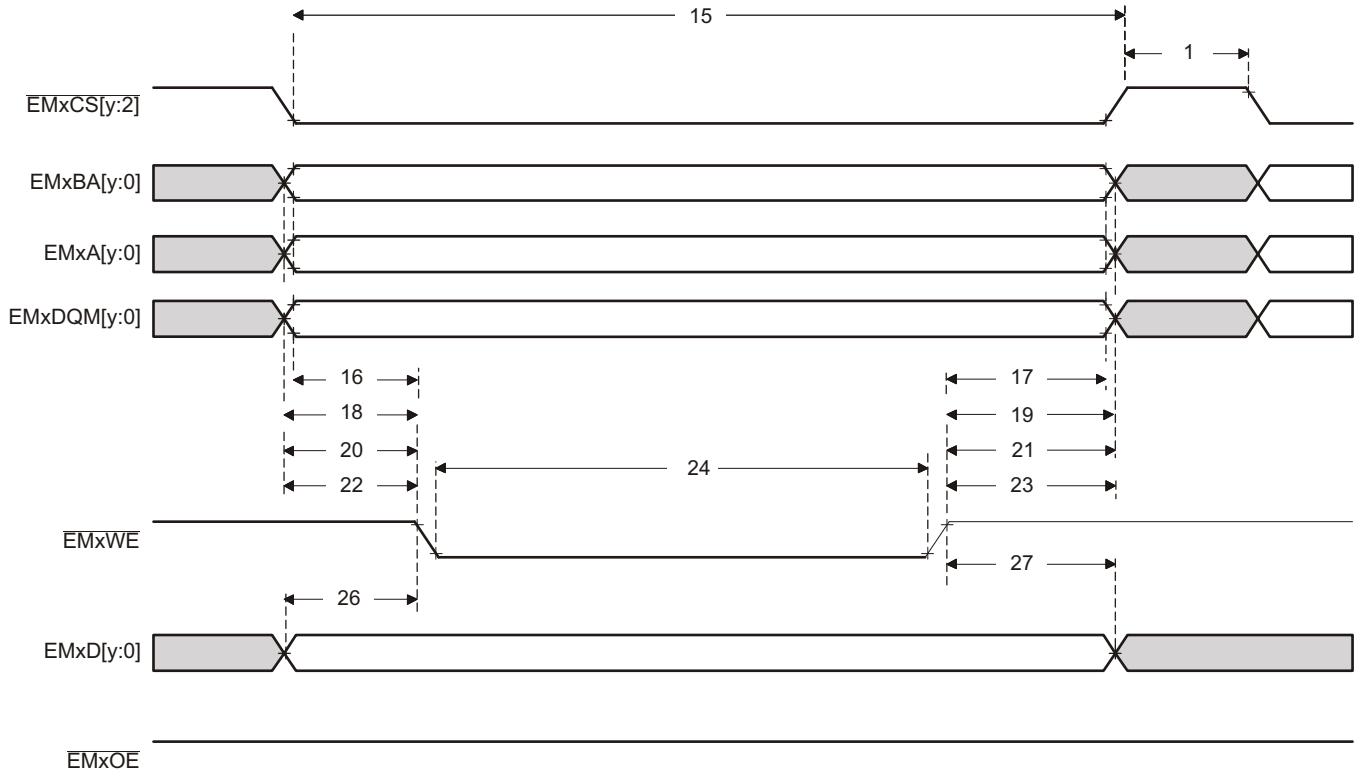 15
1
EMxCS[y:2]
EMxBA[y:0]
EMxA[y:0]
EMxDQM[y:0]
16
17
18
19
20
21
24
22
23
EMxWE
27
26
EMxD[y:0]
EMxOE